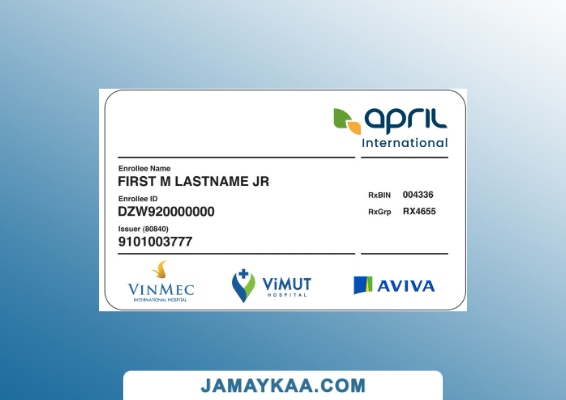 april
International
Enrollee Name
FIRST M LASTNAME JR
Enrollee ID
DZW920000000
Issuer (80840)
9101003777
RxBIN 004336
RxGrp RX4655
VINMEC
INTERNATIONAL HOSPITAL
ViMUT
HOSPITAL
AVIVA
JAMAYKAA.COM